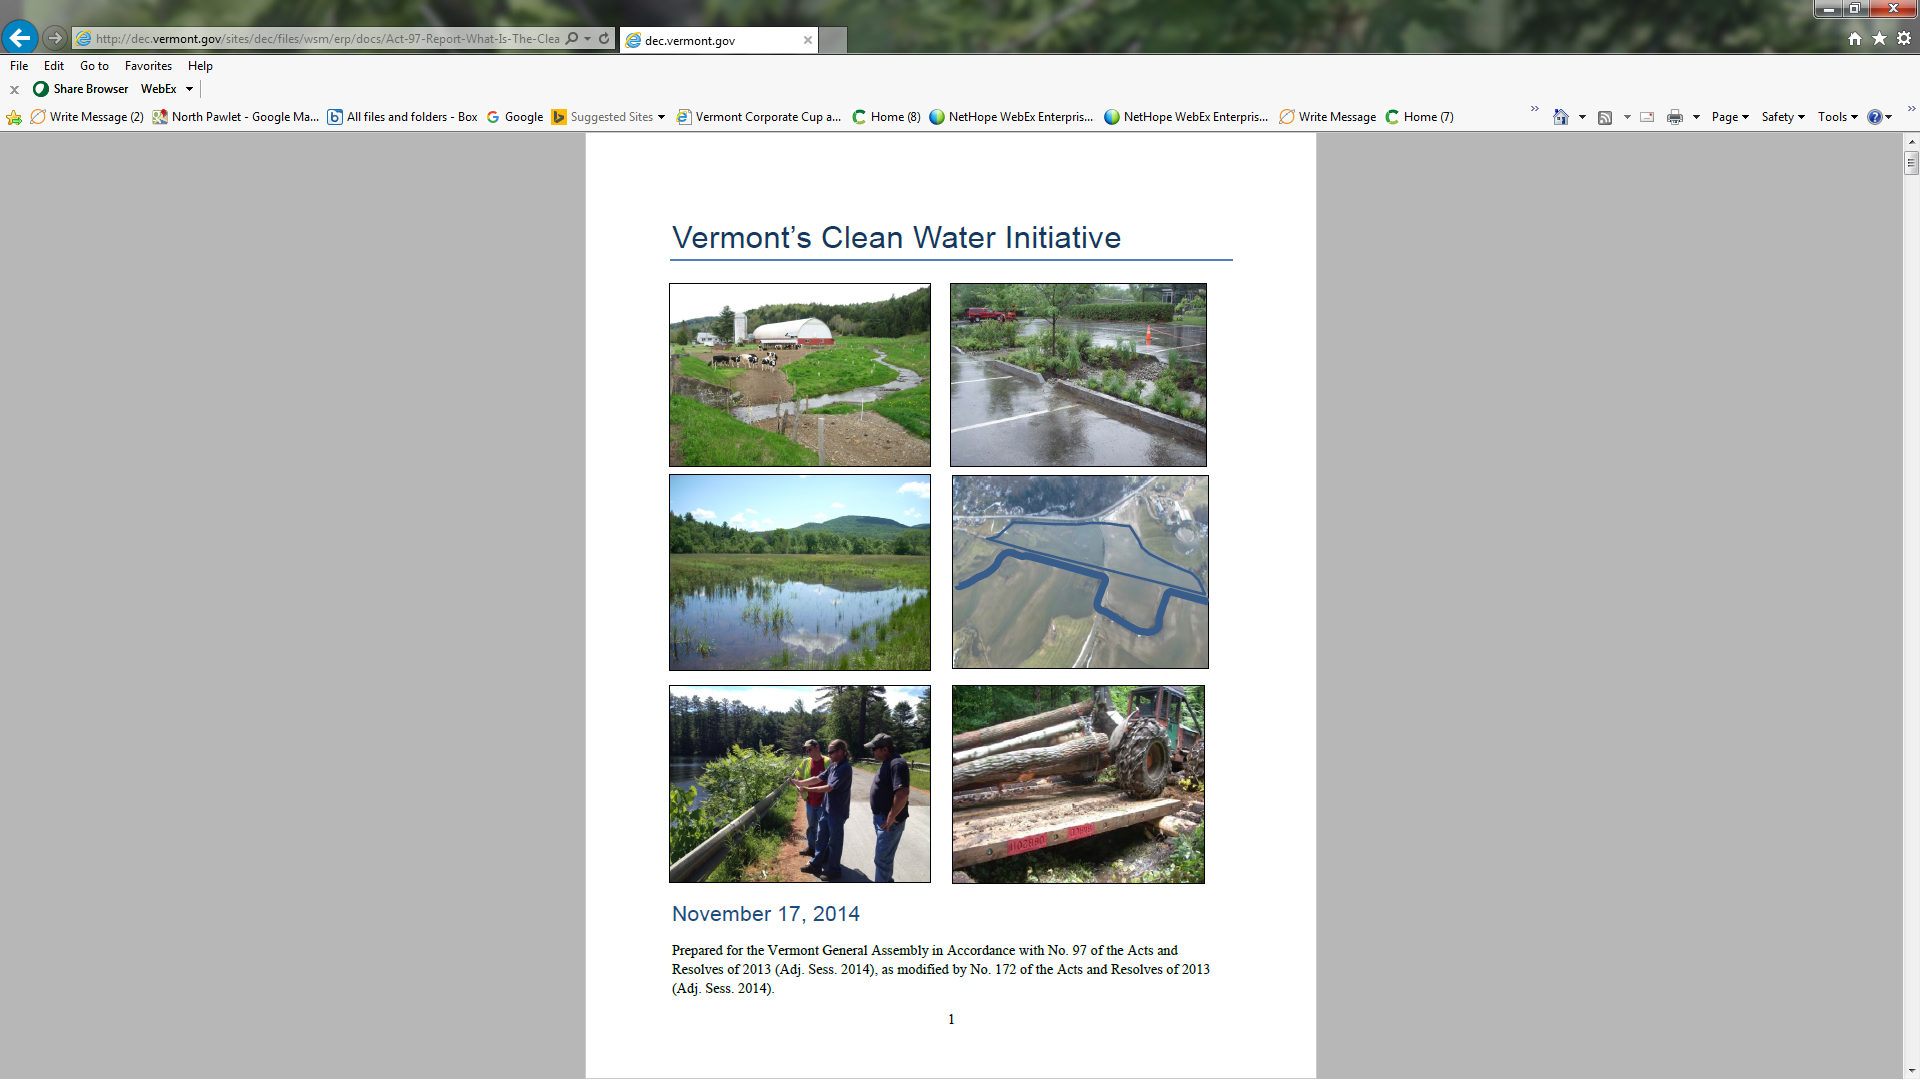 http://dec.vermont.gov/sites/dec/files/wsm/erp/docs/Act-97-Report-What-Is-The-Clea
dec.vermont.gov
File Edit Go to Favorites Help
x Share Browser WebEx
Write Message (2) North Pawlet - Google Ma... All files and folders - Box Google Suggested Sites Vermont Corporate Cup a... Home (8) NetHope WebEx Enterpris... NetHope WebEx Enterpris... Write Message Home (7) Page Safety Tools
Vermont’s Clean Water Initiative
November 17, 2014
Prepared for the Vermont General Assembly in Accordance with No. 97 of the Acts and
Resolves of 2013 (Adj. Sess. 2014), as modified by No. 172 of the Acts and Resolves of 2013
(Adj. Sess. 2014).
1